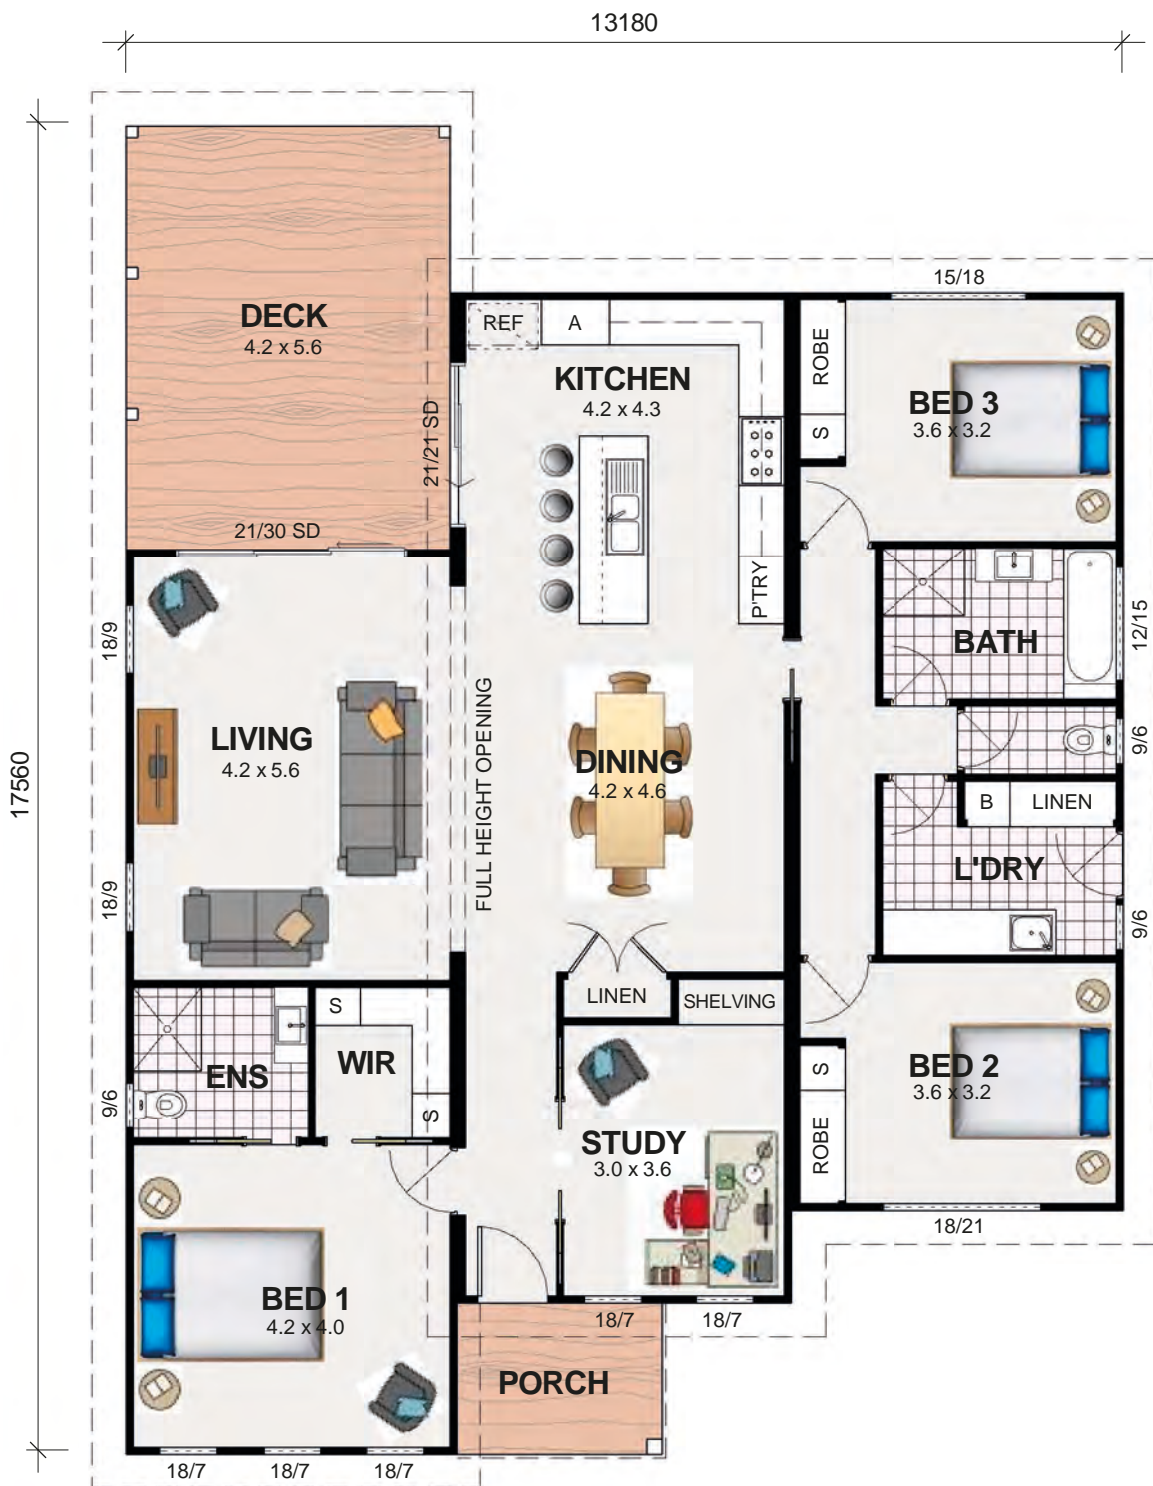 13180
17560
DECK
4.2 x 5.6
21/30 SD
21/21 SD
REF
A
KITCHEN
4.2 x 4.3
P'TRY
15/18
ROBE
S
BED 3
3.6 x 3.2
BATH
12/15
9/6
18/9
LIVING
4.2 x 5.6
18/9
FULL HEIGHT OPENING
DINING
4.2 x 4.6
B
LINEN
L'DRY
9/6
LINEN
SHELVING
S
WIR
S
ENS
9/6
STUDY
3.0 x 3.6
S
ROBE
BED 2
3.6 x 3.2
18/21
BED 1
4.2 x 4.0
18/7
18/7
PORCH
18/7
18/7
18/7